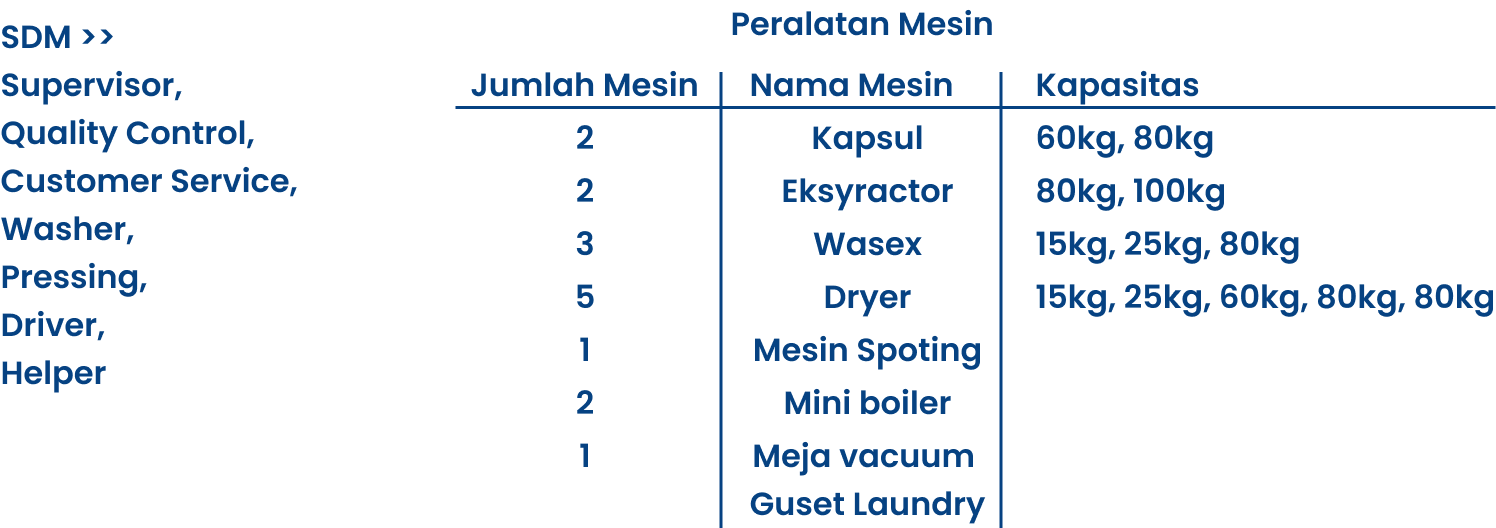 SDM >>
Supervisor,
Quality Control,
Customer Service,
Washer,
Pressing,
Driver,
Helper
Peralatan Mesin
Jumlah Mesin Nama Mesin Kapasitas
2 Kapsul 60kg, 80kg
2 Eksyractor 80kg, 100kg
3 Wasex 15kg, 25kg, 80kg
5 Dryer 15kg, 25kg, 60kg, 80kg, 80kg
1 Mesin Spoting
2 Mini boiler
1 Meja vacuum
Guset Laundry